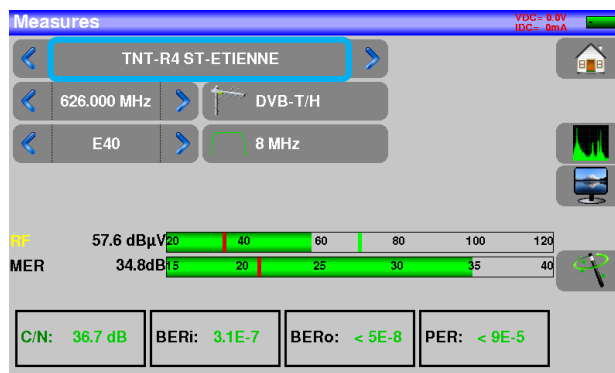 Measures
VDC= 0.0V
IDC= 0mA
TNT-R4 ST-ETIENNE
626.000 MHz
DVB-T/H
E40
8 MHz
RF 57.6 dBµV 20 40 60 80 100 120
MER 34.8dB 15 20 25 30 35 40
C/N: 36.7 dB BERi: 3.1E-7 BERo: < 5E-8 PER: < 9E-5